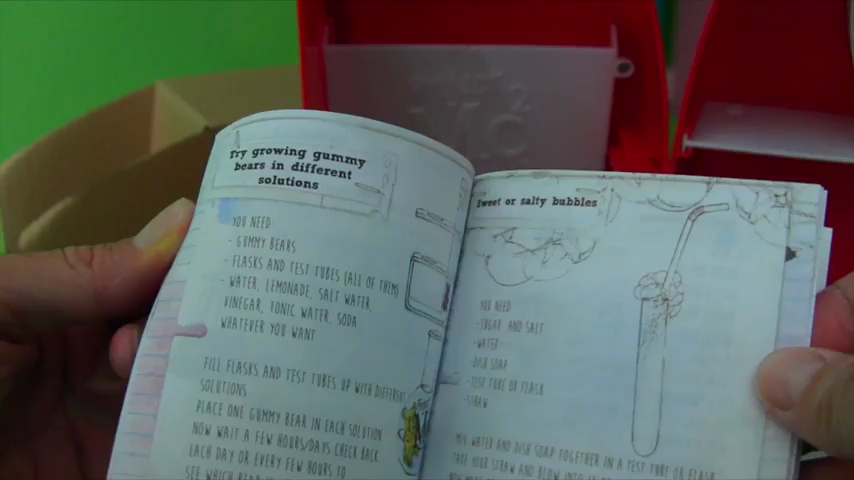 Try growing gummy
bears in different
solutions
YOU NEED
- GUMMY BEARS
- FLASKS AND TEST TUBES (ALL OF THEM)
- WATER, LEMONADE, SALT WATER,
VINEGAR, TONIC WATER, SODA
WHATEVER YOU WANT
FILL FLASKS AND TEST TUBES UP WITH DIFFERENT
SOLUTIONS
PLACE ONE GUMMY BEAR IN EACH SOLUTION
NOW WAIT A FEW HOURS/DAYS CHECK BACK
EACH DAY OR EVERY FEW HOURS TO
SEE WHICH
Sweet or salty bubbles
YOU NEED
-SUGAR AND SALT
-WATER
-DISH SOAP
-TEST TUBE OR FLASK
-STRAW
MIX WATER AND DISH SOAP TOGETHER IN A TEST TUBE OR FLASK
TAKE YOUR STRAW AND BLOW INTO